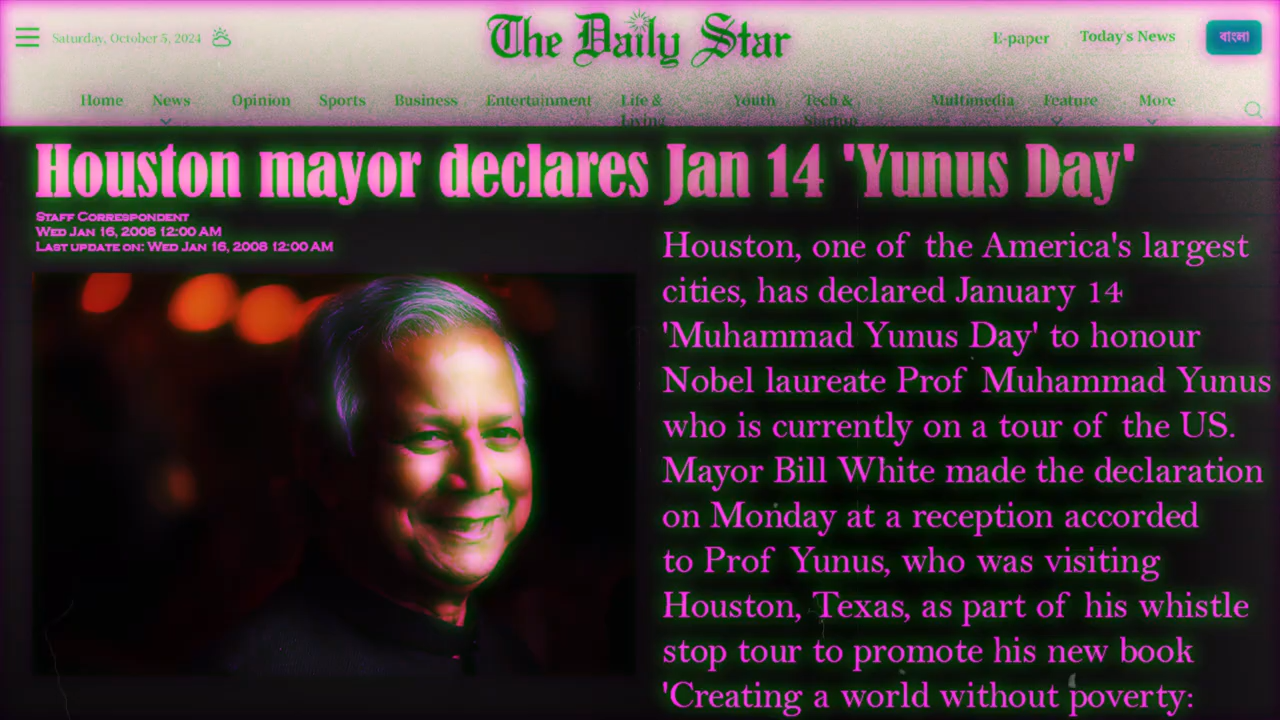 Saturday, October 5, 2024
The Daily Star
E-paper
Today's News
বাংলা
Home News Opinion Sports Business Entertainment Life & Living Youth Tech & Startup Multimedia Feature More
Houston mayor declares Jan 14 'Yunus Day'
Staff Correspondent
Wed Jan 16, 2008 12:00 AM
Last update on: Wed Jan 16, 2008 12:00 AM
Houston, one of the America's largest
cities, has declared January 14
'Muhammad Yunus Day' to honour
Nobel laureate Prof Muhammad Yunus
who is currently on a tour of the US.
Mayor Bill White made the declaration
on Monday at a reception accorded
to Prof Yunus, who was visiting
Houston, Texas, as part of his whistle
stop tour to promote his new book
'Creating a world without poverty: